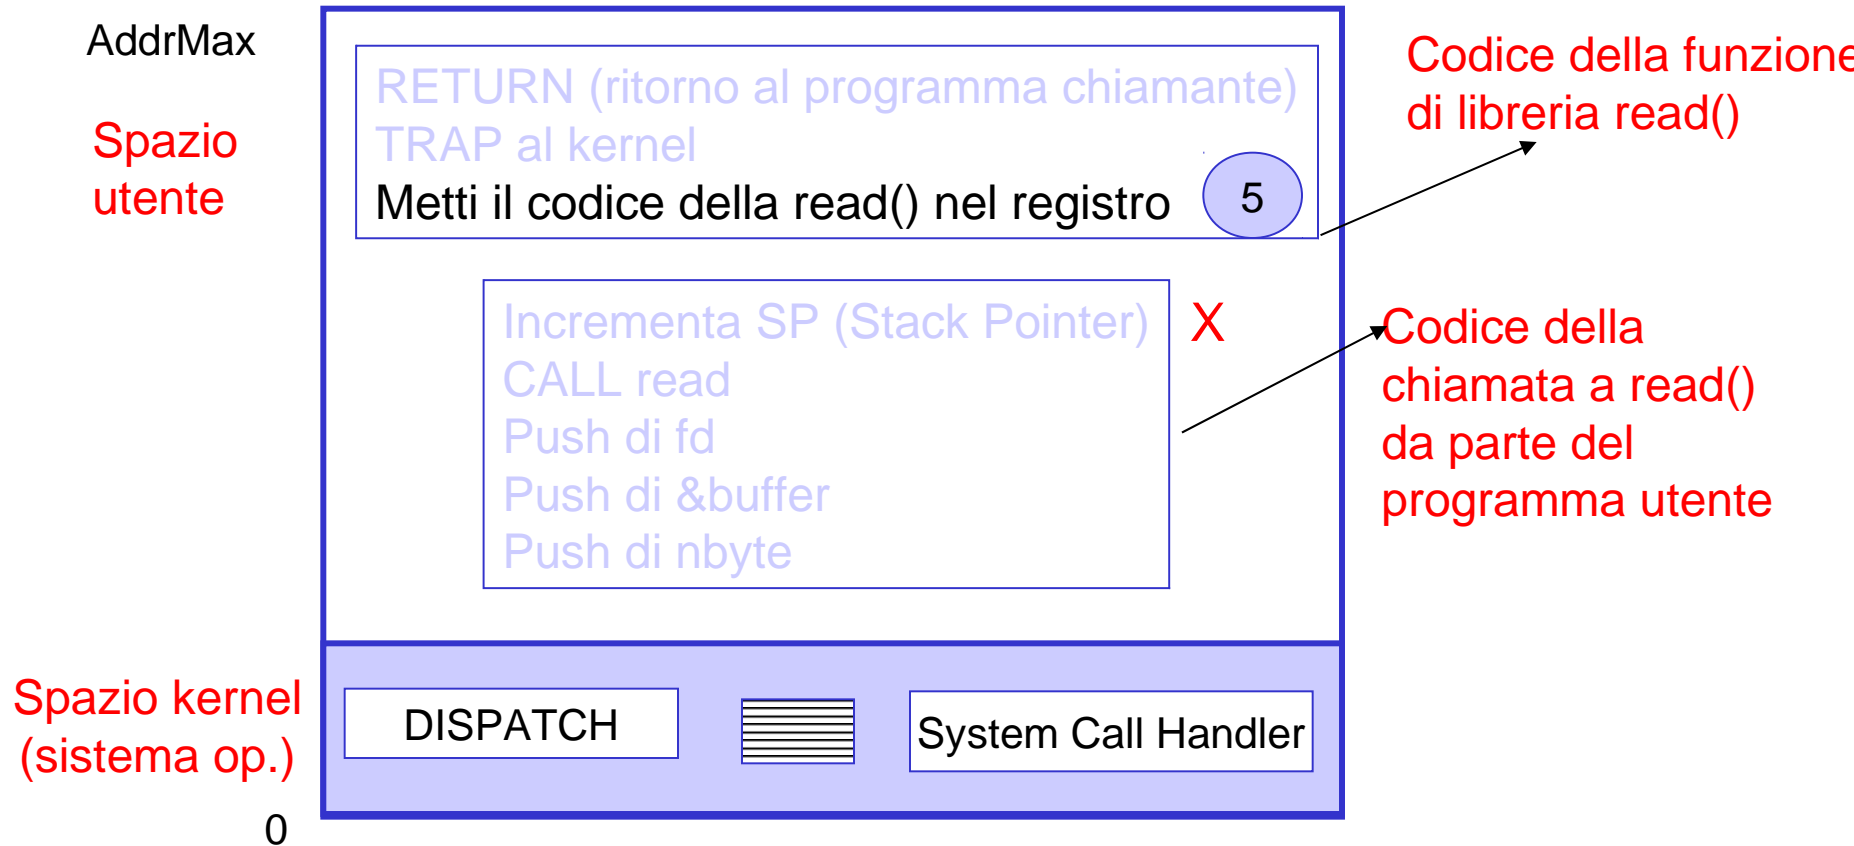 AddrMax
Spazio
utente
RETURN (ritorno al programma chiamante)
TRAP al kernel
Metti il codice della read() nel registro
5
Codice della funzione
di libreria read()
Incrementa SP (Stack Pointer)
CALL read
Push di fd
Push di &buffer
Push di nbyte
X
Codice della
chiamata a read()
da parte del
programma utente
Spazio kernel
(sistema op.)
DISPATCH
System Call Handler
0